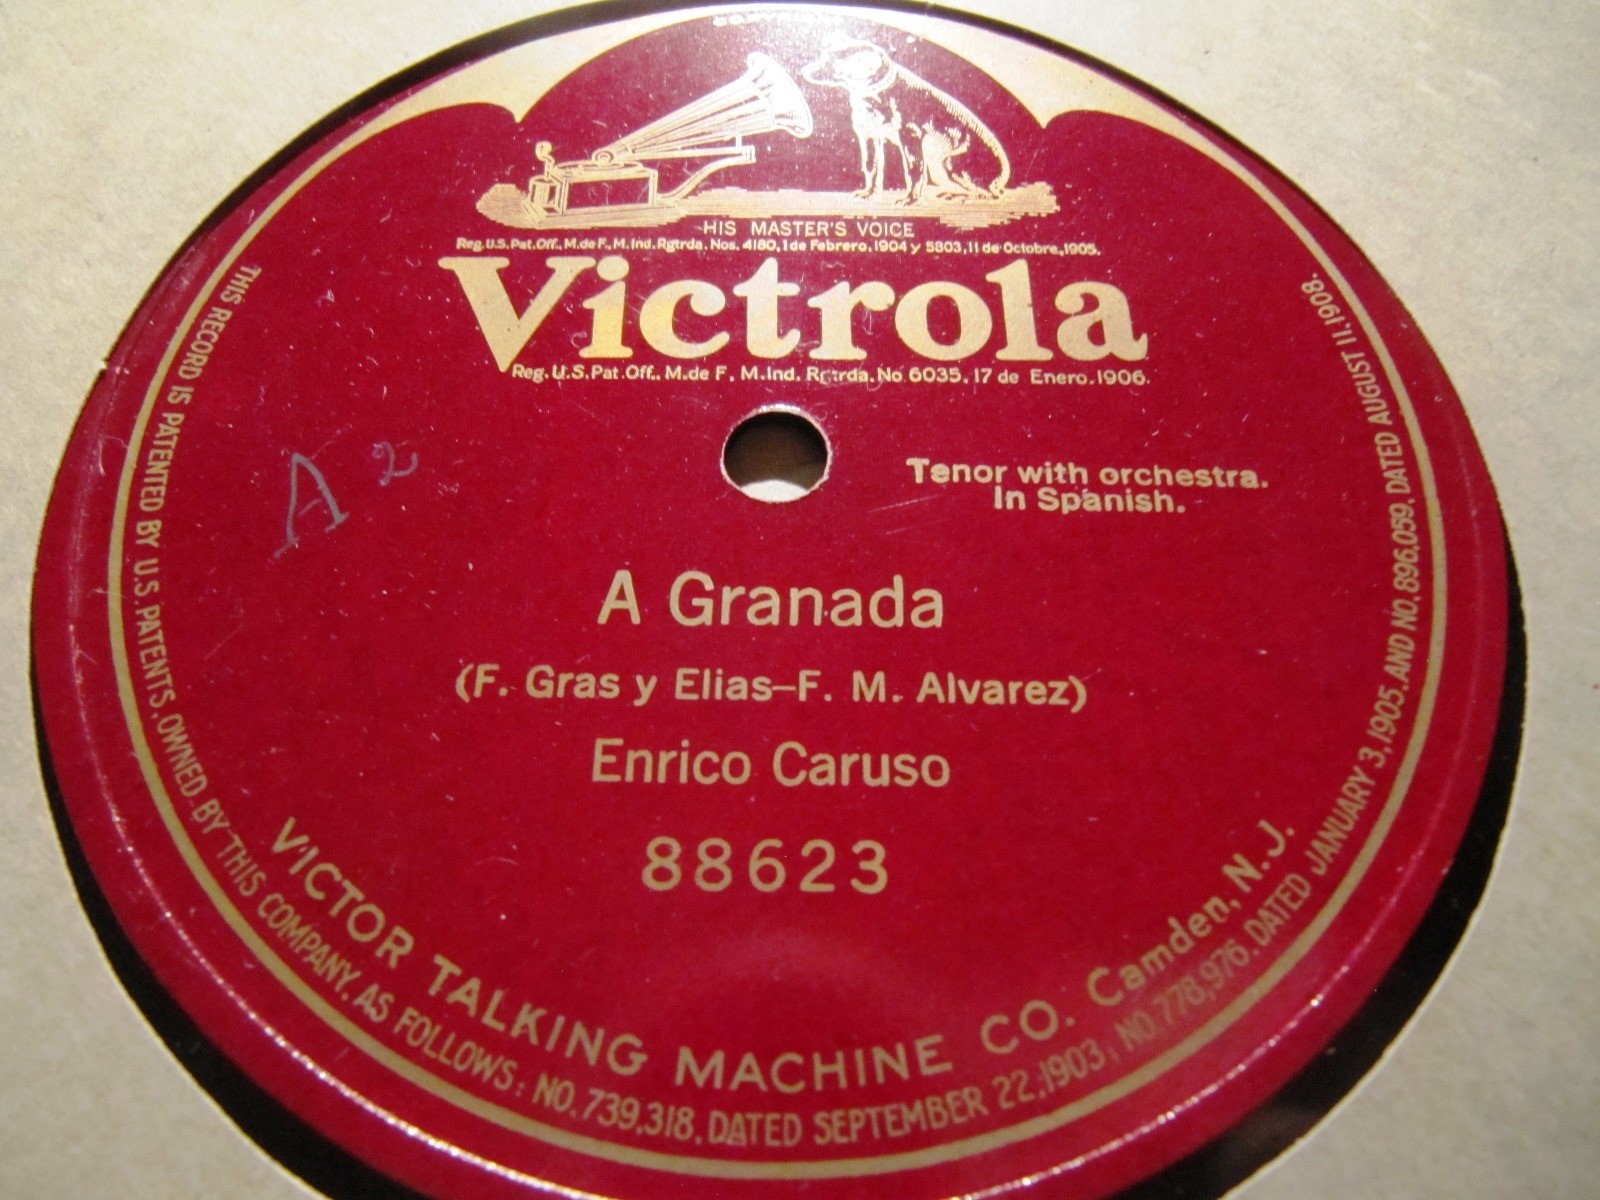 HIS MASTER'S VOICE
Reg. U.S. Pat. Off., M. de F., M. Ind. Rgtrda. Nos. 4180, 1 de Febrero, 1904 y 5803, 11 de Octobre, 1905.
Victrola
Reg. U.S. Pat. Off., M. de F. M. Ind. Rgtrda. No 6035. 17 de Enero. 1906.
A 2
Tenor with orchestra.
In Spanish.
A Granada
(F. Gras y Elias–F. M. Alvarez)
Enrico Caruso
88623
VICTOR TALKING MACHINE CO. Camden, N. J.
THIS RECORD IS PATENTED BY U.S. PATENTS, OWNED BY THIS COMPANY, AS FOLLOWS: NO. 739,318, DATED SEPTEMBER 22, 1903; NO. 778,976, DATED JANUARY 3, 1905, AND NO. 896,059, DATED AUGUST 11, 1908.